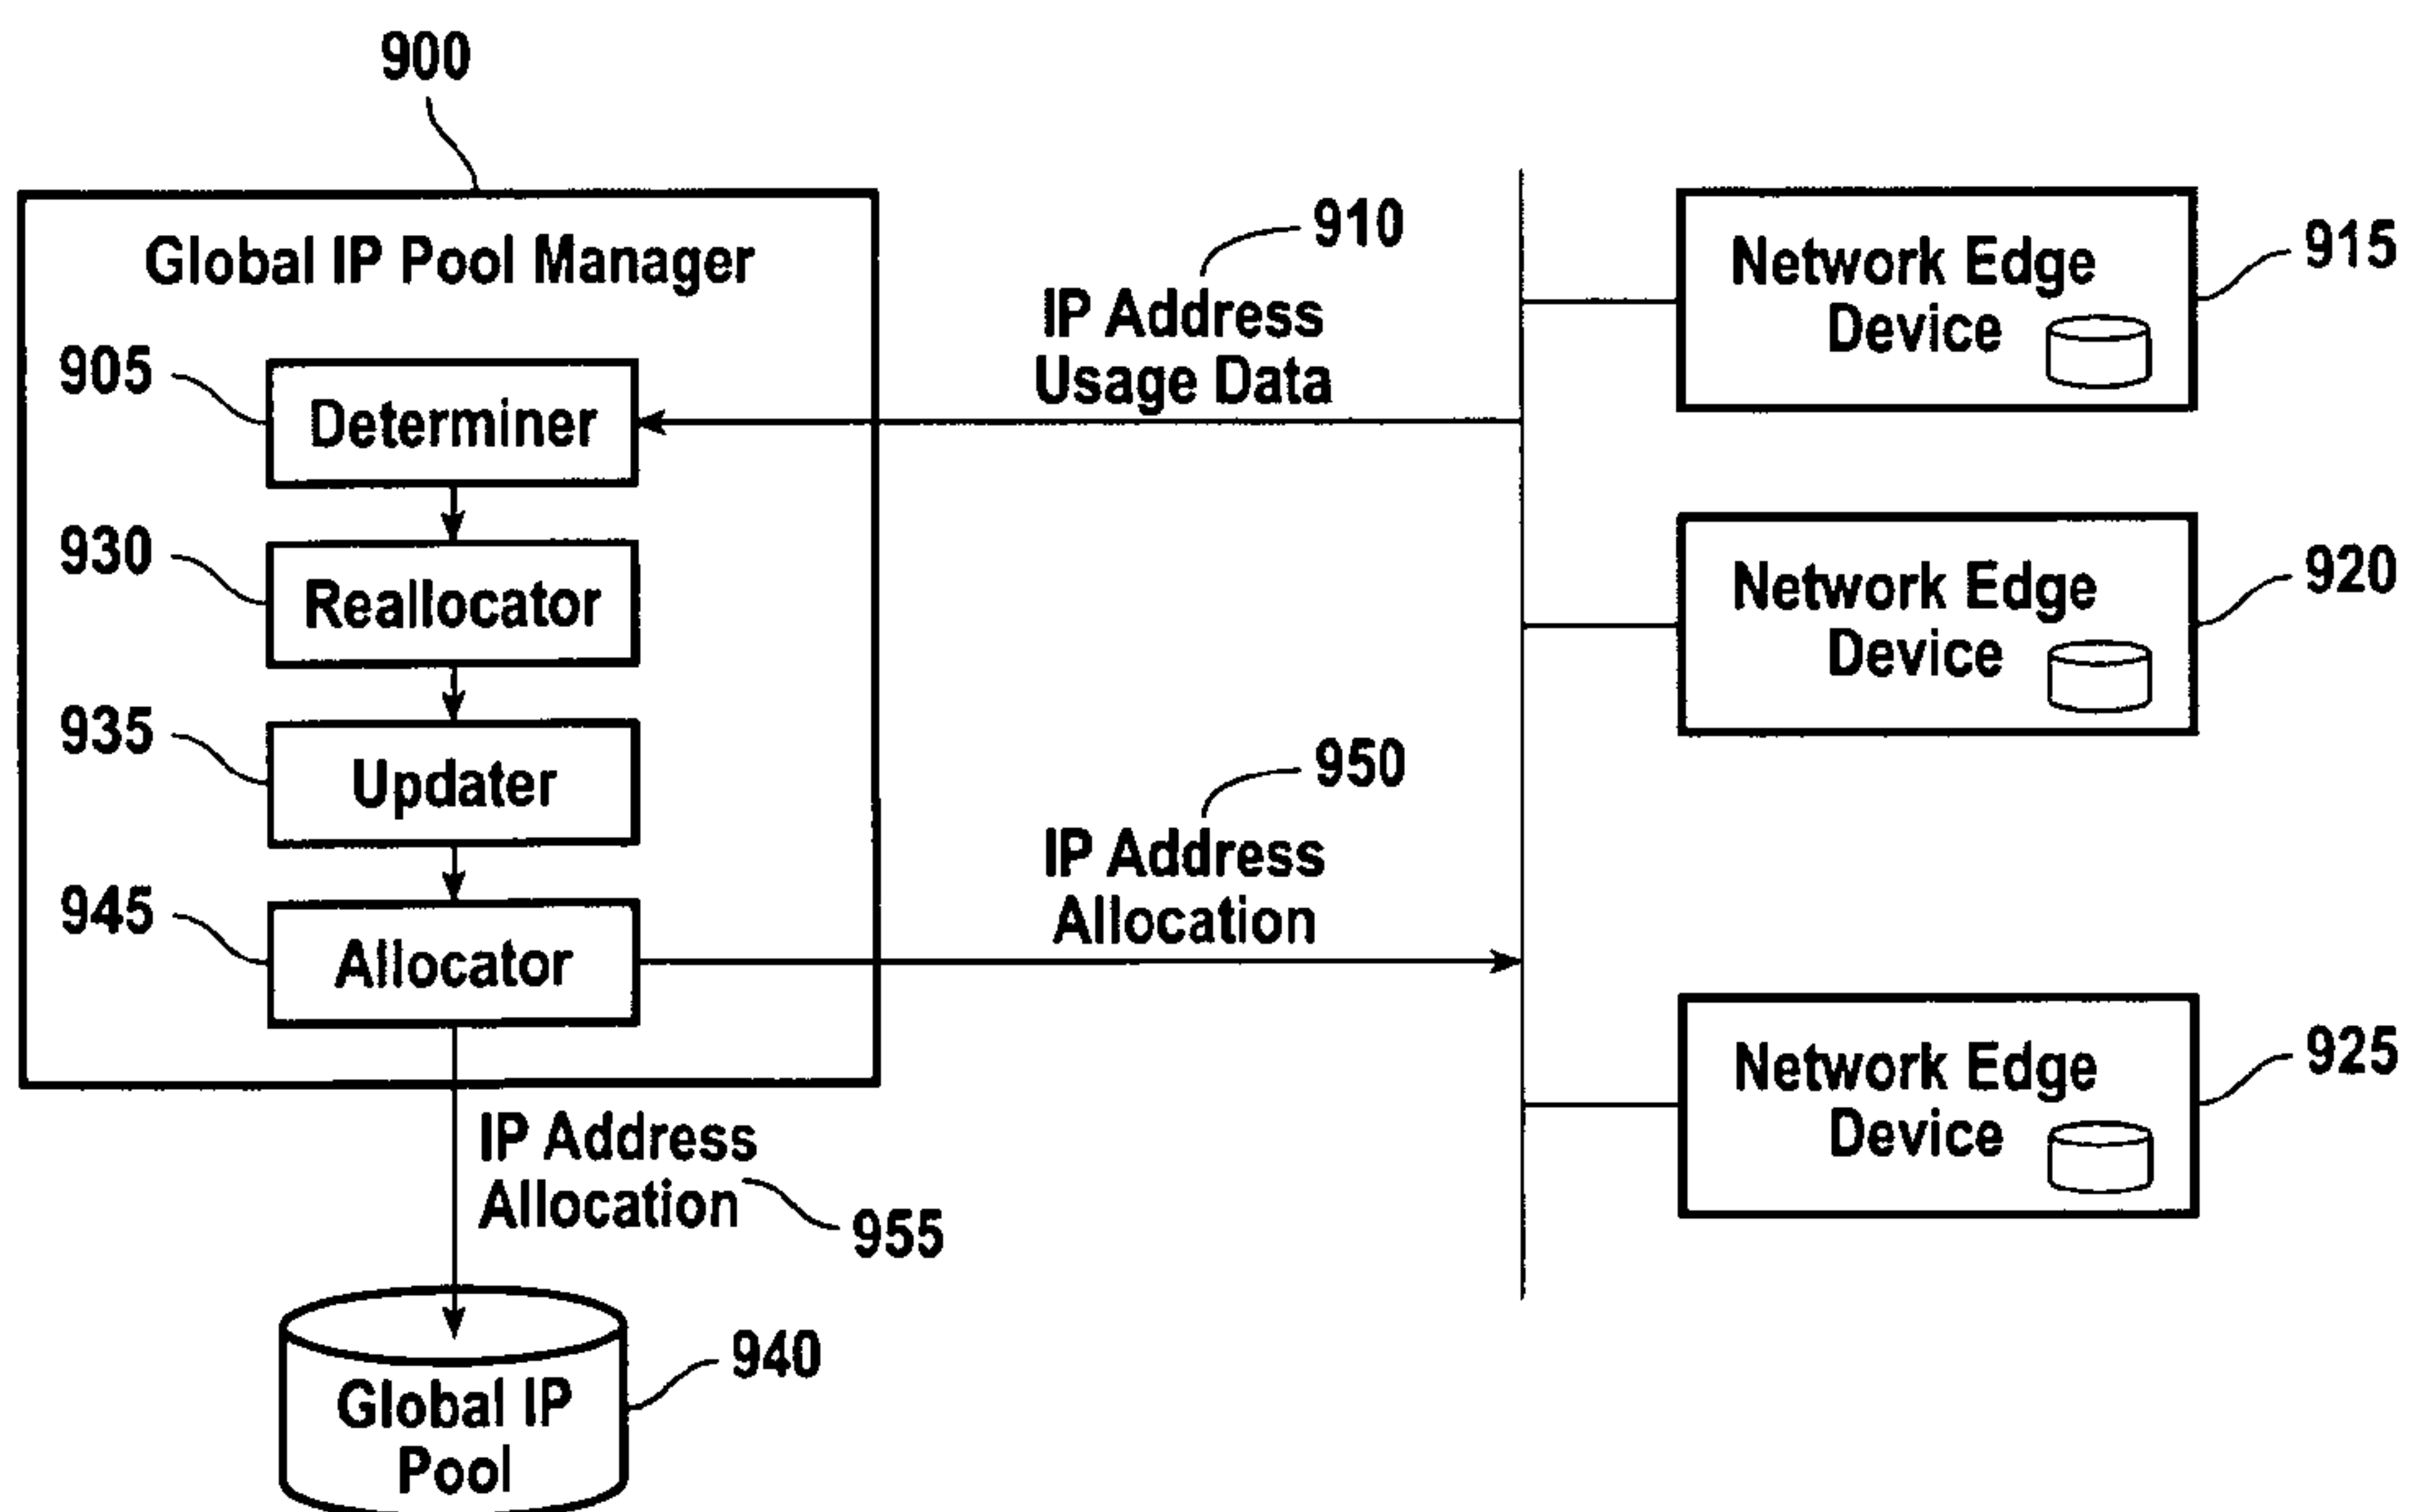 900
Global IP Pool Manager
905
Determiner
930
Reallocator
935
Updater
945
Allocator
910
IP Address
Usage Data
950
IP Address
Allocation
Network Edge
Device
915
Network Edge
Device
920
Network Edge
Device
925
IP Address
Allocation
955
Global IP
Pool
940